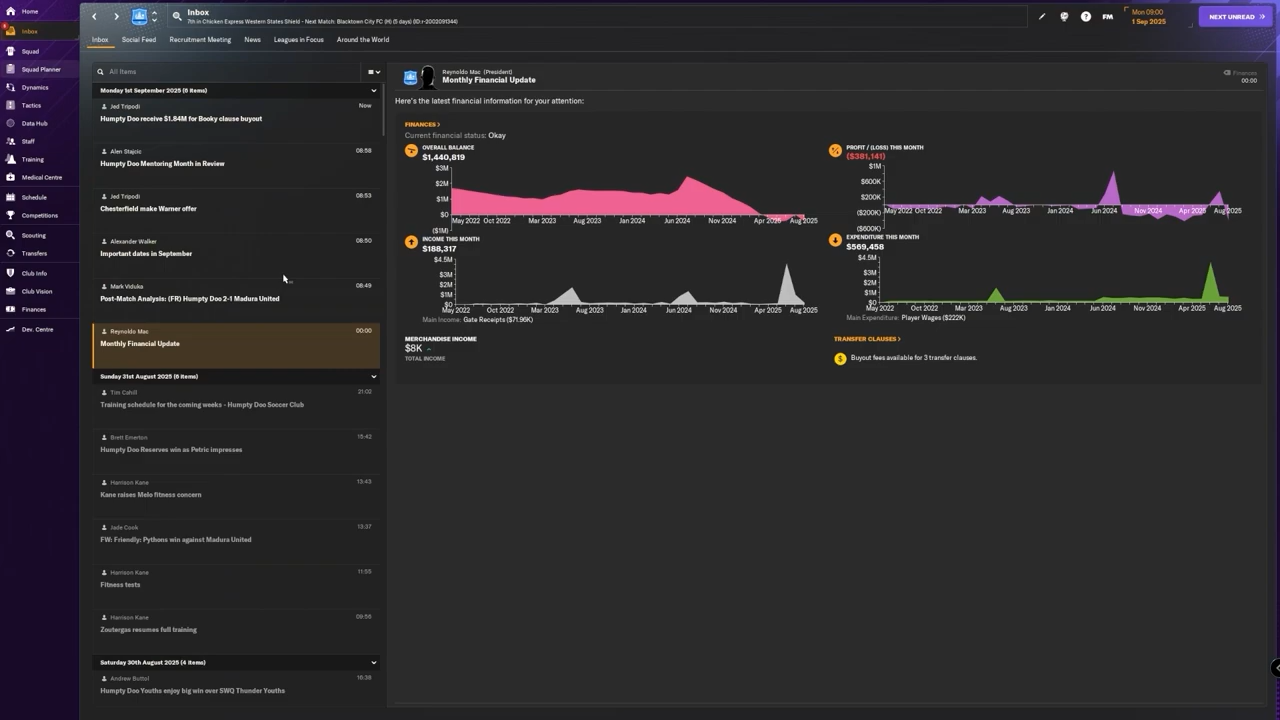 Home
Inbox
Squad
Squad Planner
Dynamics
Tactics
Data Hub
Staff
Training
Medical Centre
Schedule
Competitions
Scouting
Transfers
Club Info
Club Vision
Finances
Dev. Centre
Inbox
7th in Chicken Express Western States Shield - Next Match: Blacktown City FC (H) (5 days) (ID:r-2002091344)
FM
Mon 09:00
1 Sep 2025
NEXT UNREAD
Inbox Social Feed Recruitment Meeting News Leagues in Focus Around the World
All Items
Monday 1st September 2025 (6 items)
Jed Tripodi Now
Humpty Doo receive $1.84M for Booky clause buyout
Alen Stajcic 08:58
Humpty Doo Mentoring Month in Review
Jed Tripodi 08:53
Chesterfield make Warner offer
Alexander Walker 08:50
Important dates in September
Mark Viduka 08:49
Post-Match Analysis: (FR) Humpty Doo 2-1 Madura United
Reynoldo Mac 00:00
Monthly Financial Update
Sunday 31st August 2025 (6 items)
Tim Cahill 21:02
Training schedule for the coming weeks - Humpty Doo Soccer Club
Brett Emerton 15:42
Humpty Doo Reserves win as Petric impresses
Harrison Kane 13:43
Kane raises Melo fitness concern
Jade Cook 13:37
FW: Friendly: Pythons win against Madura United
Harrison Kane 11:55
Fitness tests
Harrison Kane 09:56
Zoutergas resumes full training
Saturday 30th August 2025 (4 items)
Andrew Buttol 16:38
Humpty Doo Youths enjoy big win over SWQ Thunder Youths
Reynoldo Mac (President)
Monthly Financial Update
Finances
00:00
Here's the latest financial information for your attention:
FINANCES >
Current financial status: Okay
OVERALL BALANCE
$1,440,819
$3M
$2M
$1M
$0
($1M)
May 2022 Oct 2022 Mar 2023 Aug 2023 Jan 2024 Jun 2024 Nov 2024 Apr 2025 Aug 2025
PROFIT / (LOSS) THIS MONTH
($381,141)
$1M
$600K
$200K
($200K)
($600K)
May 2022 Oct 2022 Mar 2023 Aug 2023 Jan 2024 Jun 2024 Nov 2024 Apr 2025 Aug 2025
INCOME THIS MONTH
$188,317
$4.5M
$3M
$2M
$1M
$0
May 2022 Oct 2022 Mar 2023 Aug 2023 Jan 2024 Jun 2024 Nov 2024 Apr 2025 Aug 2025
Main Income: Gate Receipts ($71.96K)
EXPENDITURE THIS MONTH
$569,458
$4.5M
$3M
$2M
$1M
$0
May 2022 Oct 2022 Mar 2023 Aug 2023 Jan 2024 Jun 2024 Nov 2024 Apr 2025 Aug 2025
Main Expenditure: Player Wages ($222K)
MERCHANDISE INCOME
$8K
TOTAL INCOME
TRANSFER CLAUSES >
Buyout fees available for 3 transfer clauses.